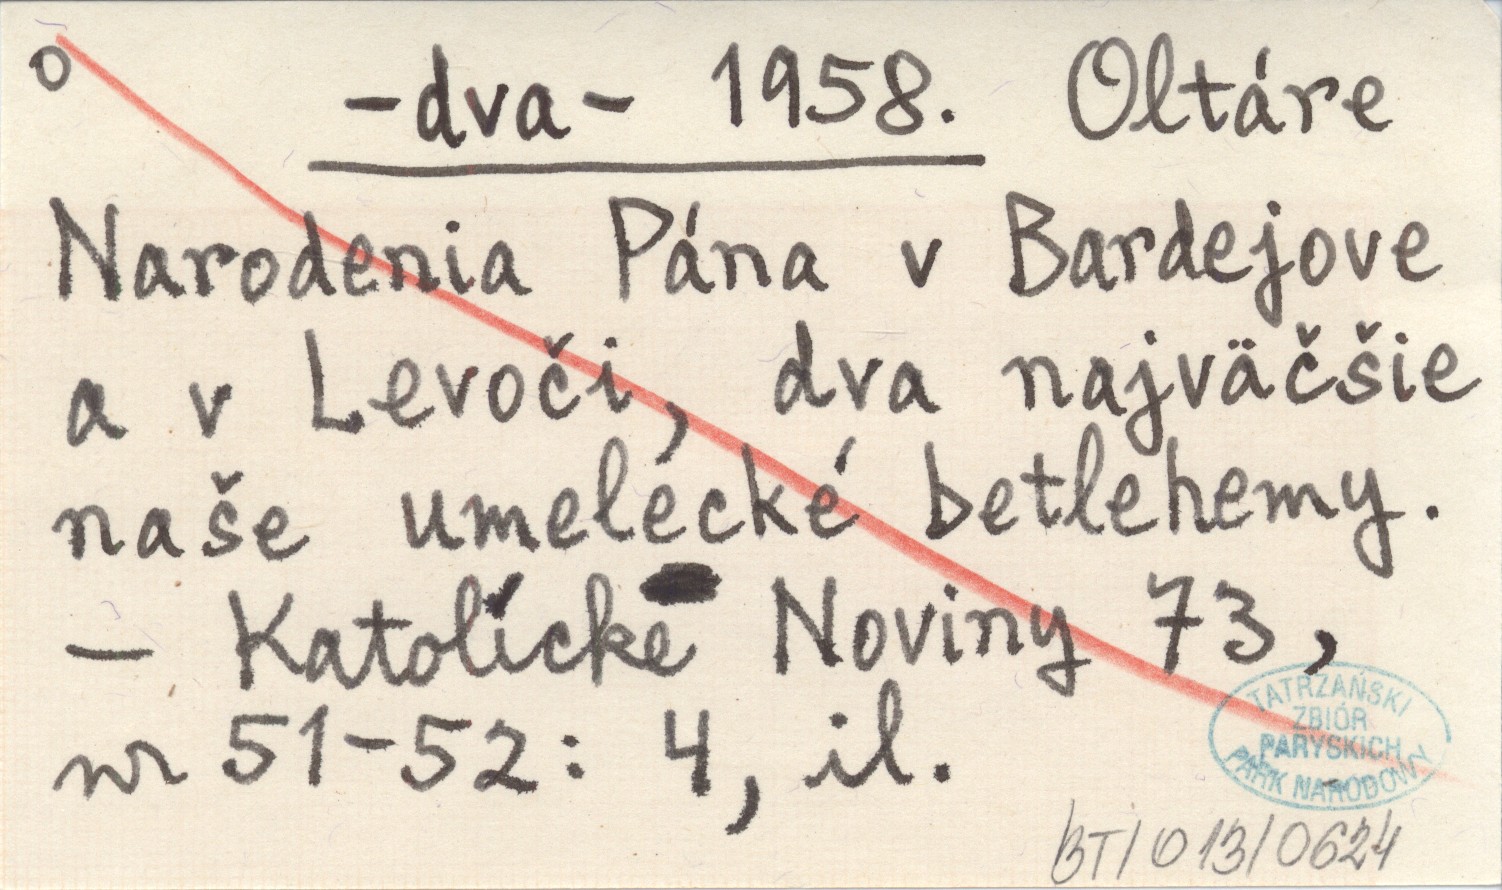 o
-dva- 1958. Oltáre
Narodenia Pána v Bardejove
a v Levoči, dva najväčšie
naše umelecké betlehemy.
- Katolícke Noviny 73,
nr 51-52: 4, il.
TATRZAŃSKI
ZBIÓR
PARYSKICH
PARK NARODOWY
BT/013/0624